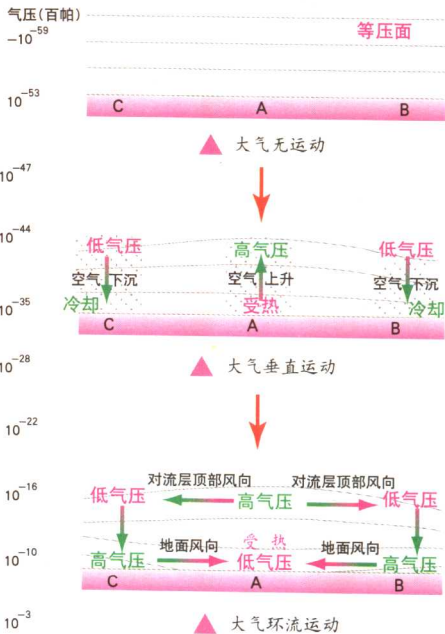 气压(百帕)
-10⁻⁵⁹
等压面
10⁻⁵³
C A B
大气无运动
10⁻⁴⁷
10⁻⁴⁴
低气压 高气压 低气压
空气下沉 空气上升 空气下沉
冷却 受热 冷却
10⁻³⁵
C A B
10⁻²⁸
大气垂直运动
10⁻²²
对流层顶部风向 对流层顶部风向
10⁻¹⁶
低气压 高气压 低气压
地面风向 受热 地面风向
10⁻¹⁰
高气压 低气压 高气压
C A B
10⁻³
大气环流运动